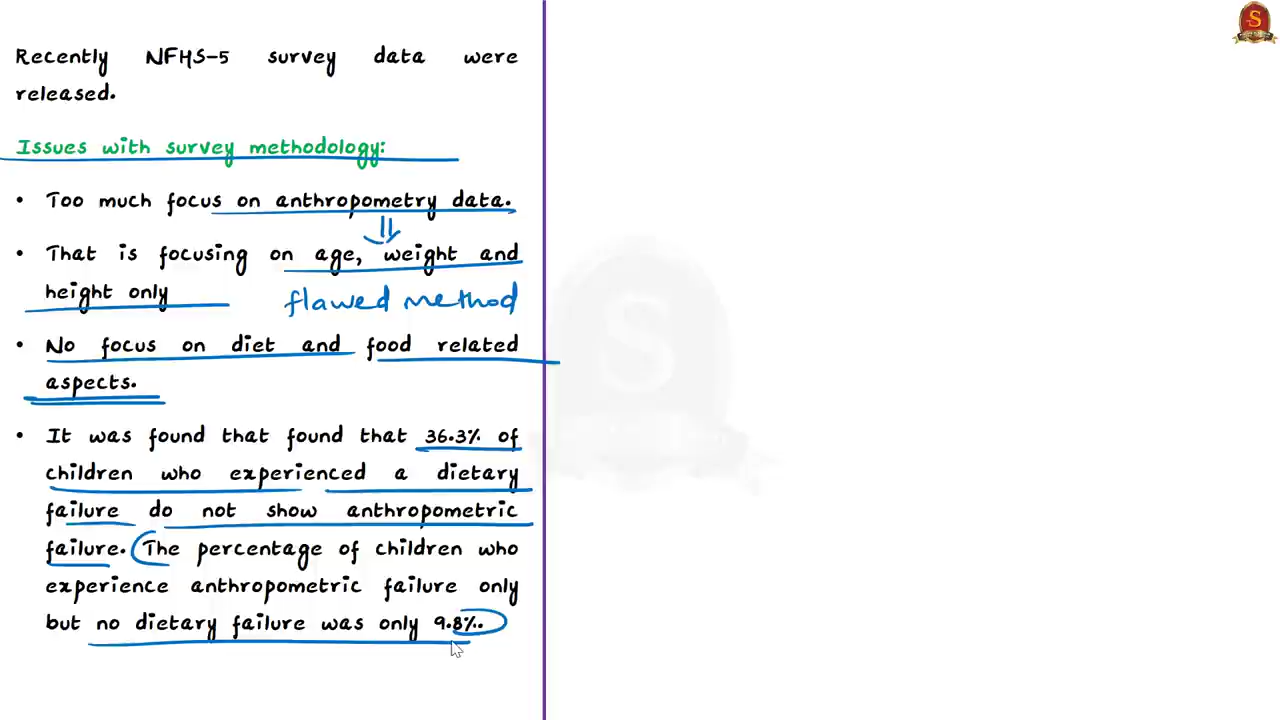 Recently NFHS-5 survey data were
released.
Issues with survey methodology:
• Too much focus on anthropometry data.
• That is focusing on age, weight and
height only
flawed method
• No focus on diet and food related
aspects.
• It was found that found that 36.3% of
children who experienced a dietary
failure do not show anthropometric
failure. The percentage of children who
experience anthropometric failure only
but no dietary failure was only 9.8%.
S
S